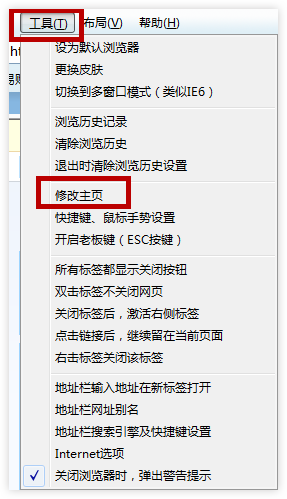 工具(T) 布局(V) 帮助(H)
ht
设为默认浏览器
更换皮肤
切换到多窗口模式（类似IE6）
浏览历史记录
清除浏览历史
退出时清除浏览历史设置
修改主页
快捷键、鼠标手势设置
开启老板键（ESC按键）
所有标签都显示关闭按钮
双击标签不关闭网页
关闭标签后，激活右侧标签
点击链接后，继续留在当前页面
右击标签关闭该标签
地址栏输入地址在新标签打开
地址栏网址别名
地址栏搜索引擎及快捷键设置
Internet选项
关闭浏览器时，弹出警告提示